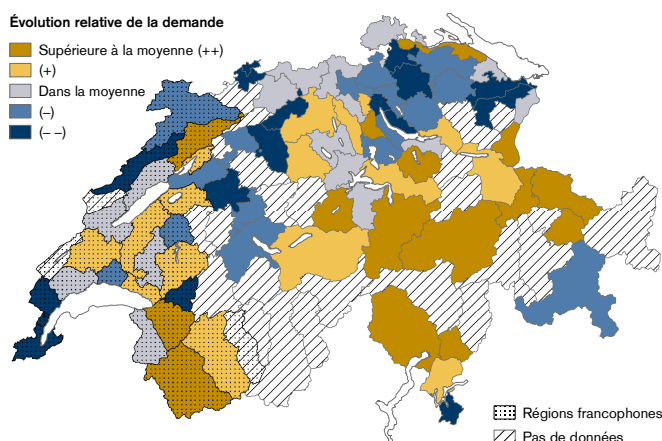 Évolution relative de la demande
Supérieure à la moyenne (++)
(+)
Dans la moyenne
(–)
(– –)
Régions francophones
Pas de données